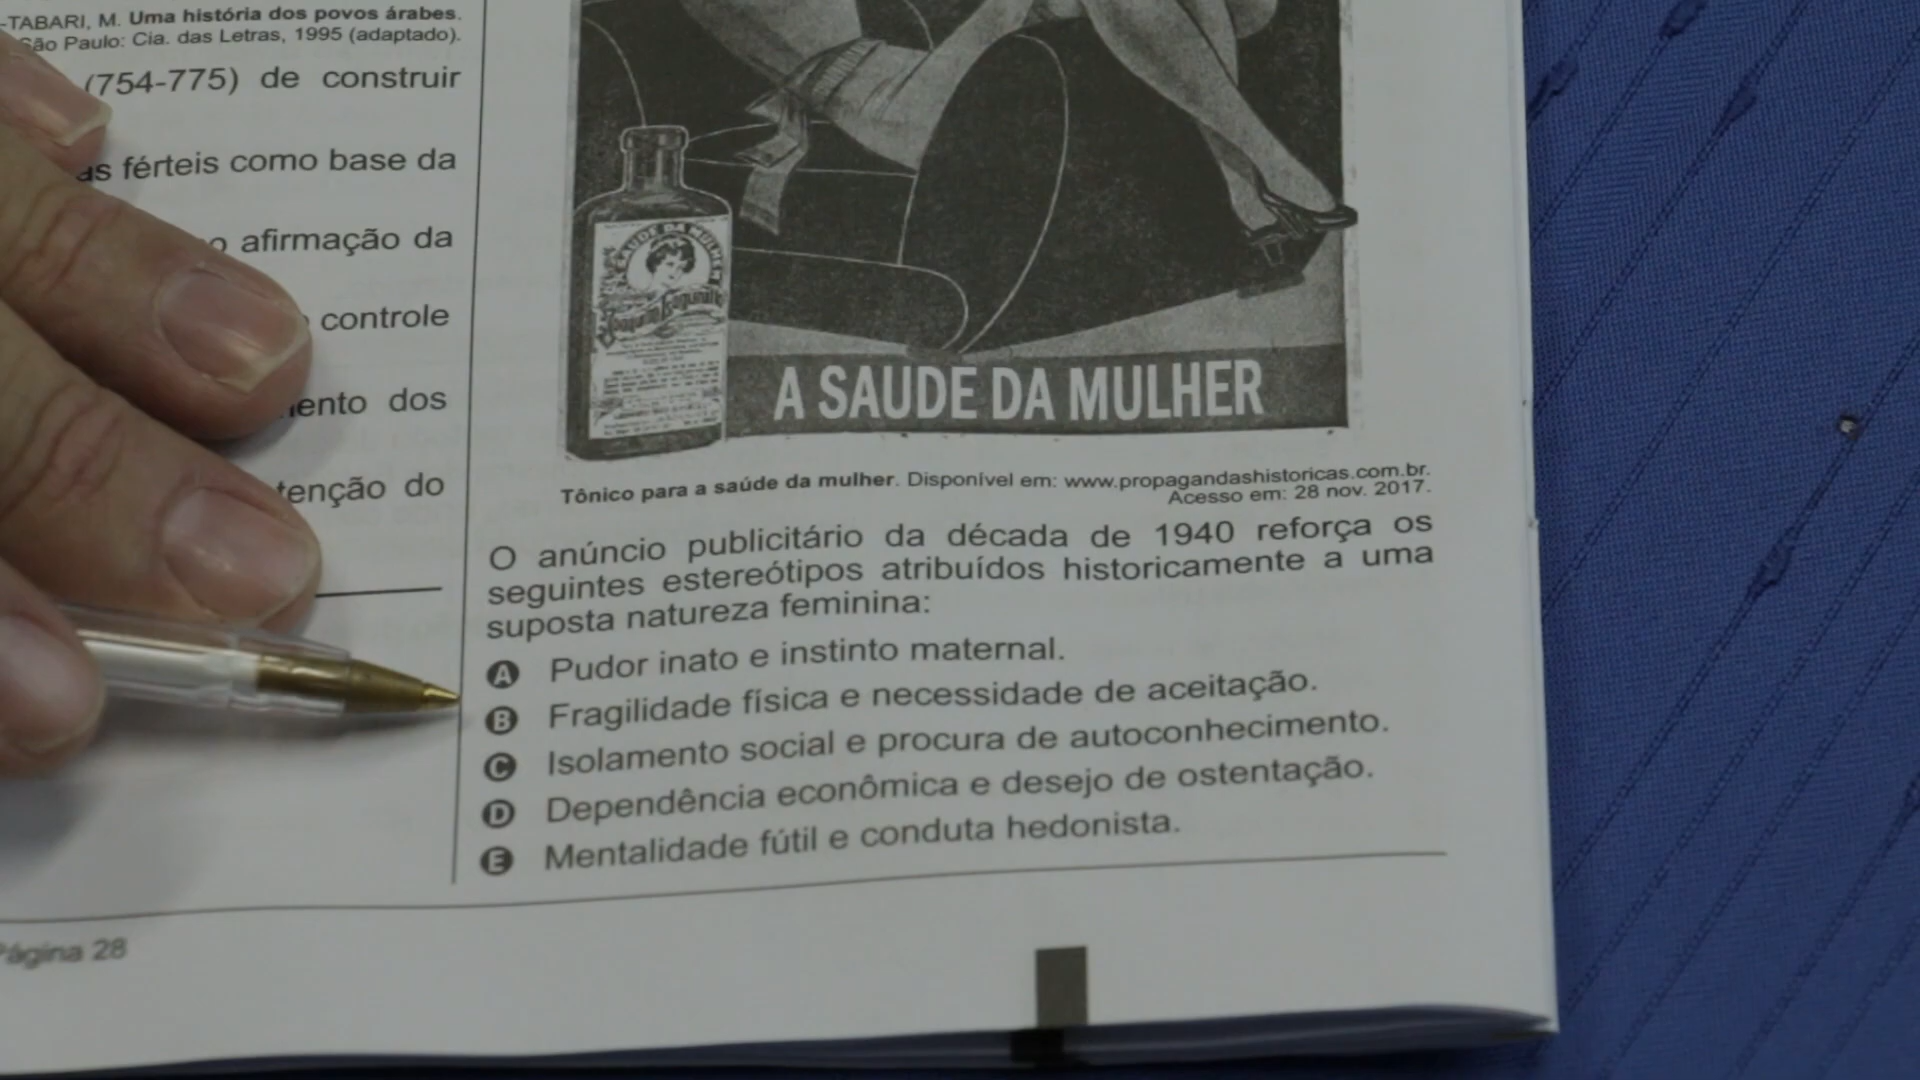 -TABARI, M. Uma história dos povos árabes.
São Paulo: Cia. das Letras, 1995 (adaptado).
(754-775) de construir
as férteis como base da
o afirmação da
controle
ento dos
tenção do
Página 28
SAUDE DA MULHER
A SAUDE DA MULHER
Tônico para a saúde da mulher. Disponível em: www.propagandashistoricas.com.br.
Acesso em: 28 nov. 2017.
O anúncio publicitário da década de 1940 reforça os
seguintes estereótipos atribuídos historicamente a uma
suposta natureza feminina:
A Pudor inato e instinto maternal.
B Fragilidade física e necessidade de aceitação.
C Isolamento social e procura de autoconhecimento.
D Dependência econômica e desejo de ostentação.
E Mentalidade fútil e conduta hedonista.